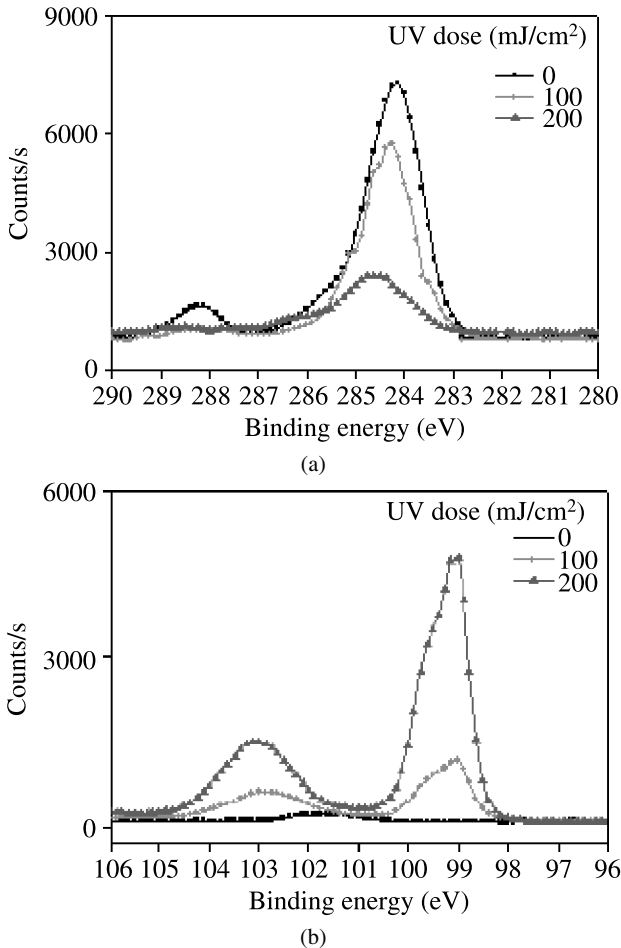 9000
6000
3000
0
Counts/s
UV dose (mJ/cm²)
0
100
200
290 289 288 287 286 285 284 283 282 281 280
Binding energy (eV)
(a)
6000
3000
0
Counts/s
UV dose (mJ/cm²)
0
100
200
106 105 104 103 102 101 100 99 98 97 96
Binding energy (eV)
(b)